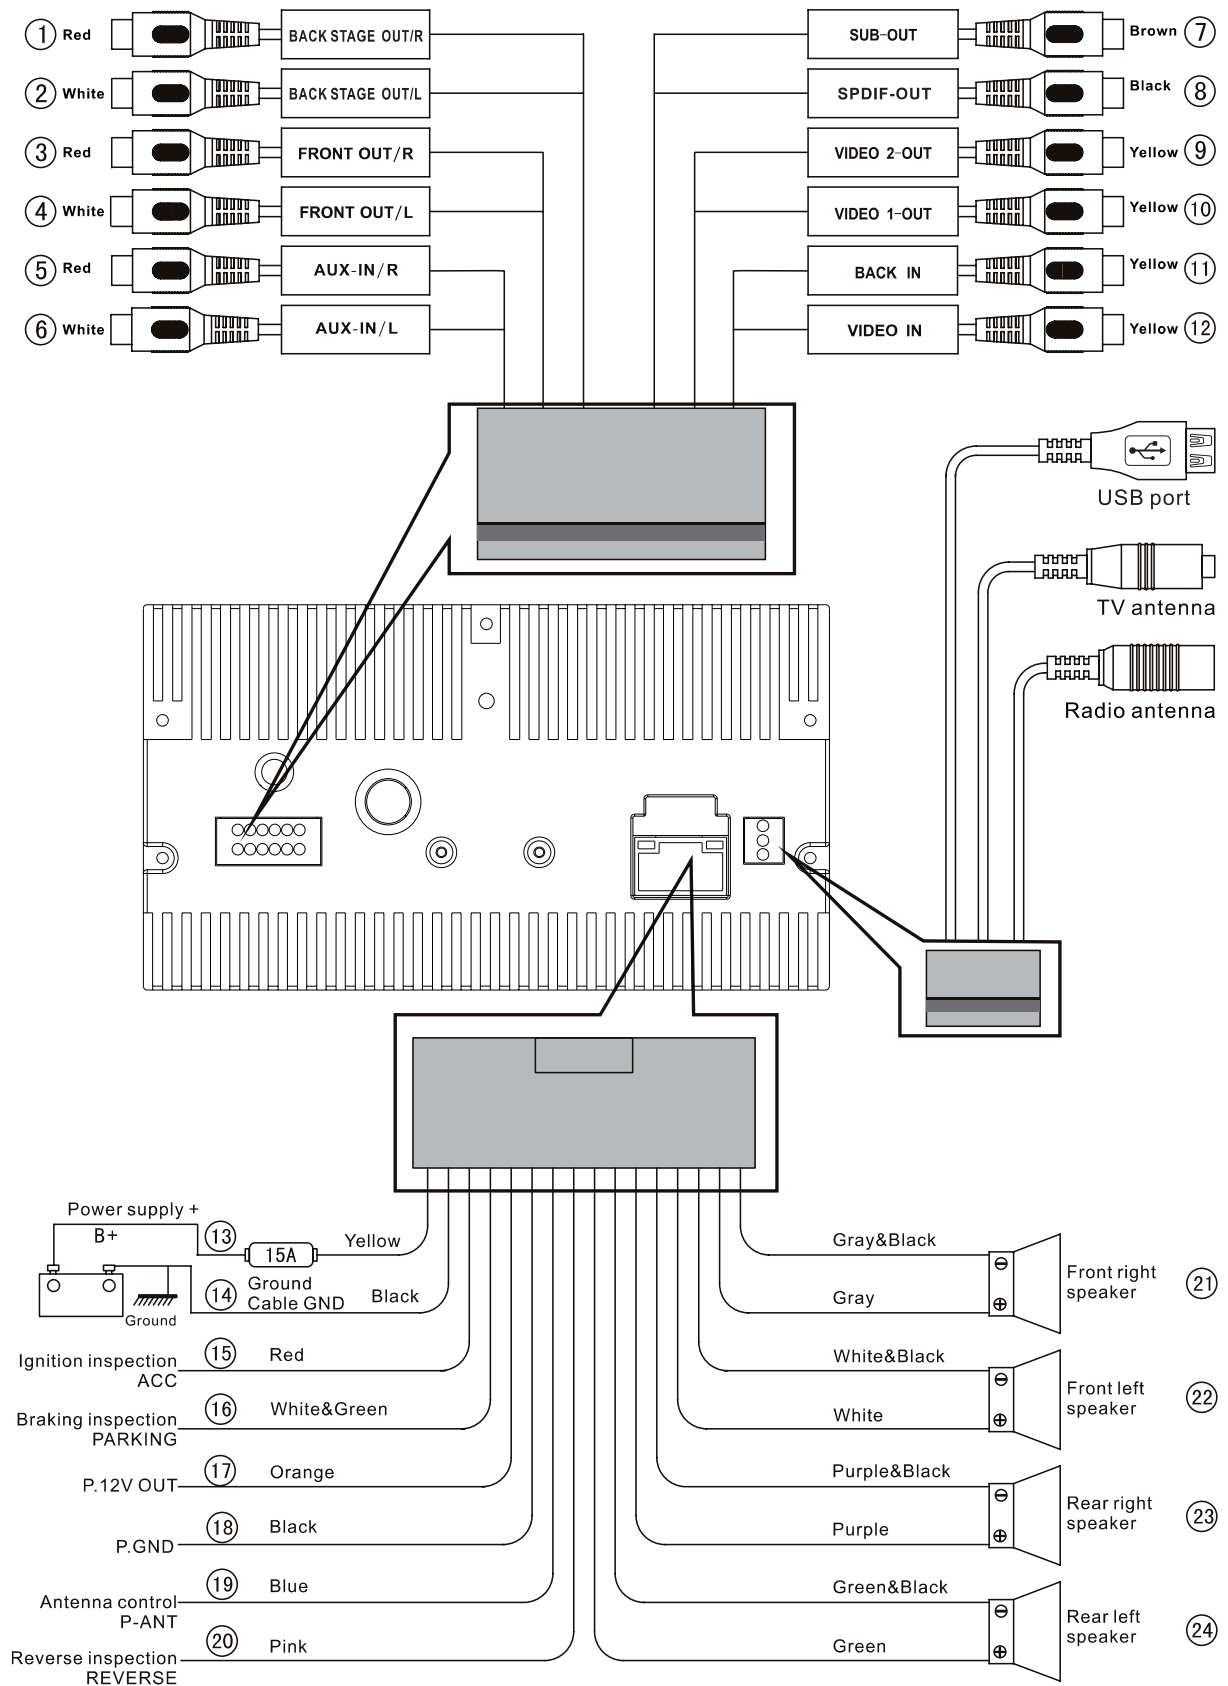 1 Red BACK STAGE OUT/R
2 White BACK STAGE OUT/L
3 Red FRONT OUT/R
4 White FRONT OUT/L
5 Red AUX-IN/R
6 White AUX-IN/L
SUB-OUT Brown 7
SPDIF-OUT Black 8
VIDEO 2-OUT Yellow 9
VIDEO 1-OUT Yellow 10
BACK IN Yellow 11
VIDEO IN Yellow 12
USB port
TV antenna
Radio antenna
Power supply +
B+
13 15A Yellow
14 Ground
Cable GND Black
Ground
Ignition inspection
ACC
15 Red
Braking inspection
PARKING
16 White&Green
P.12V OUT
17 Orange
P.GND
18 Black
Antenna control
P-ANT
19 Blue
Reverse inspection
REVERSE
20 Pink
Gray&Black
Gray
Front right
speaker
21
White&Black
White
Front left
speaker
22
Purple&Black
Purple
Rear right
speaker
23
Green&Black
Green
Rear left
speaker
24